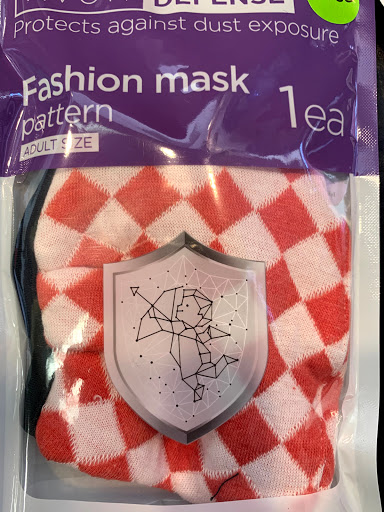 DEFENSE
Protects against dust exposure
Fashion mask
pattern
1ea
ADULT SIZE